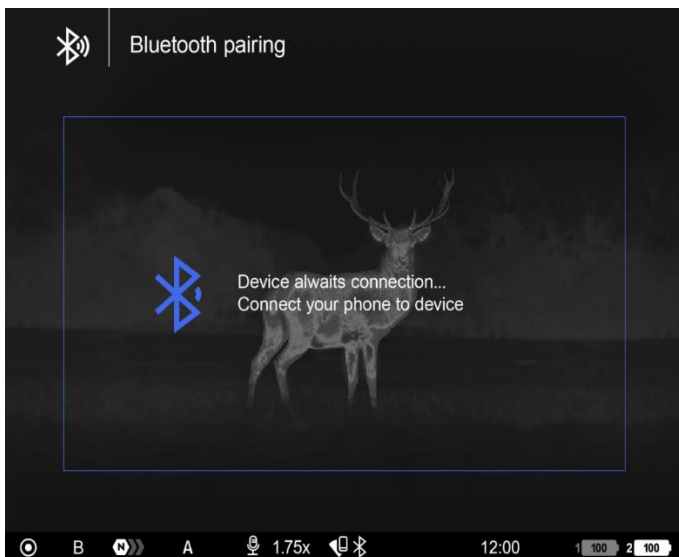 Bluetooth pairing
Device alwaits connection...
Connect your phone to device
B N A 1.75x 12:00 1 100 2 100